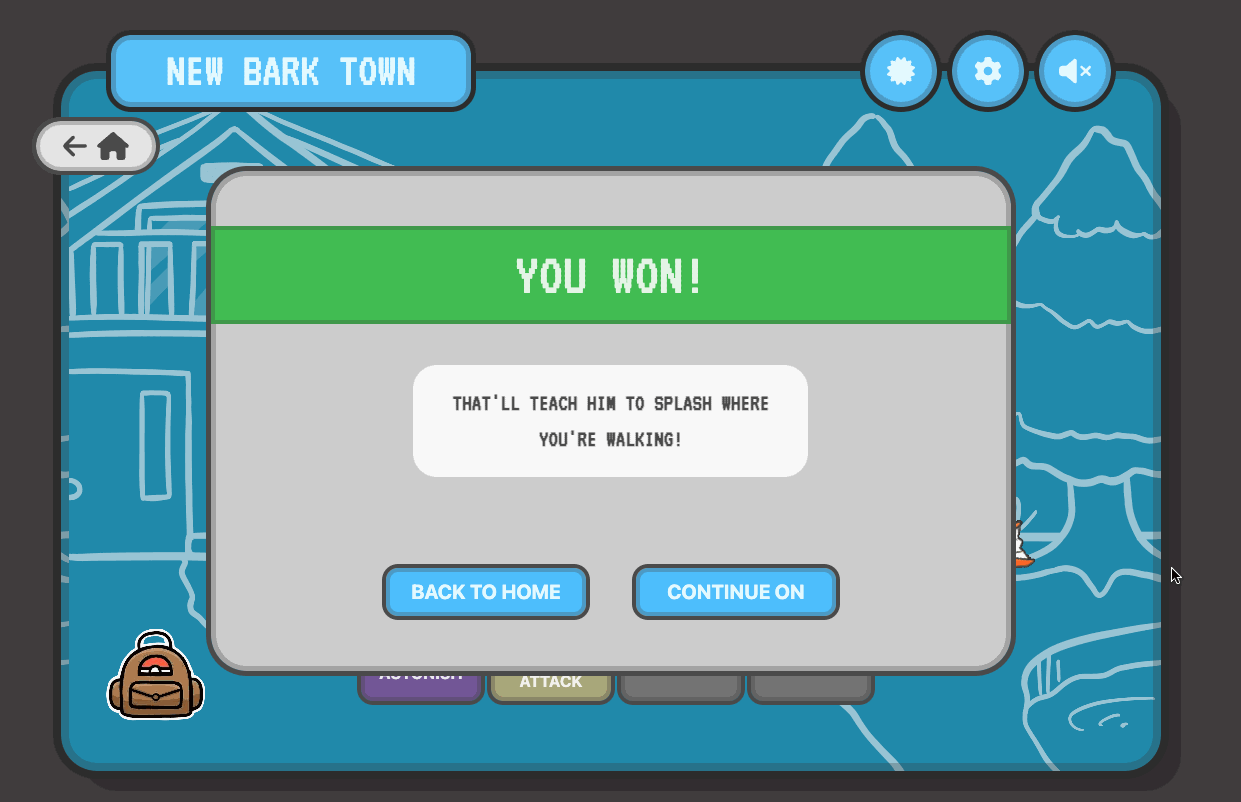 NEW BARK TOWN
YOU WON!
THAT'LL TEACH HIM TO SPLASH WHERE
YOU'RE WALKING!
BACK TO HOME
CONTINUE ON
ASTONISH
ATTACK